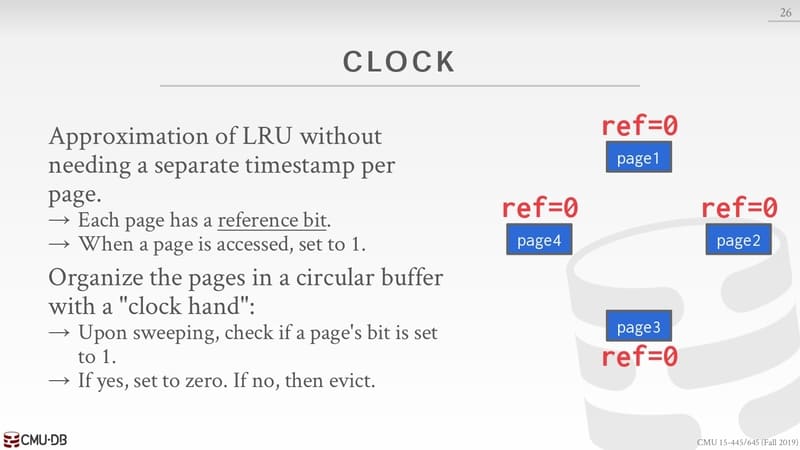 26
CLOCK
Approximation of LRU without
needing a separate timestamp per
page.
→ Each page has a reference bit.
→ When a page is accessed, set to 1.
Organize the pages in a circular buffer
with a "clock hand":
→ Upon sweeping, check if a page's bit is set
to 1.
→ If yes, set to zero. If no, then evict.
ref=0
page1
ref=0
page4
ref=0
page2
page3
ref=0
CMU·DB
CMU 15-445/645 (Fall 2019)